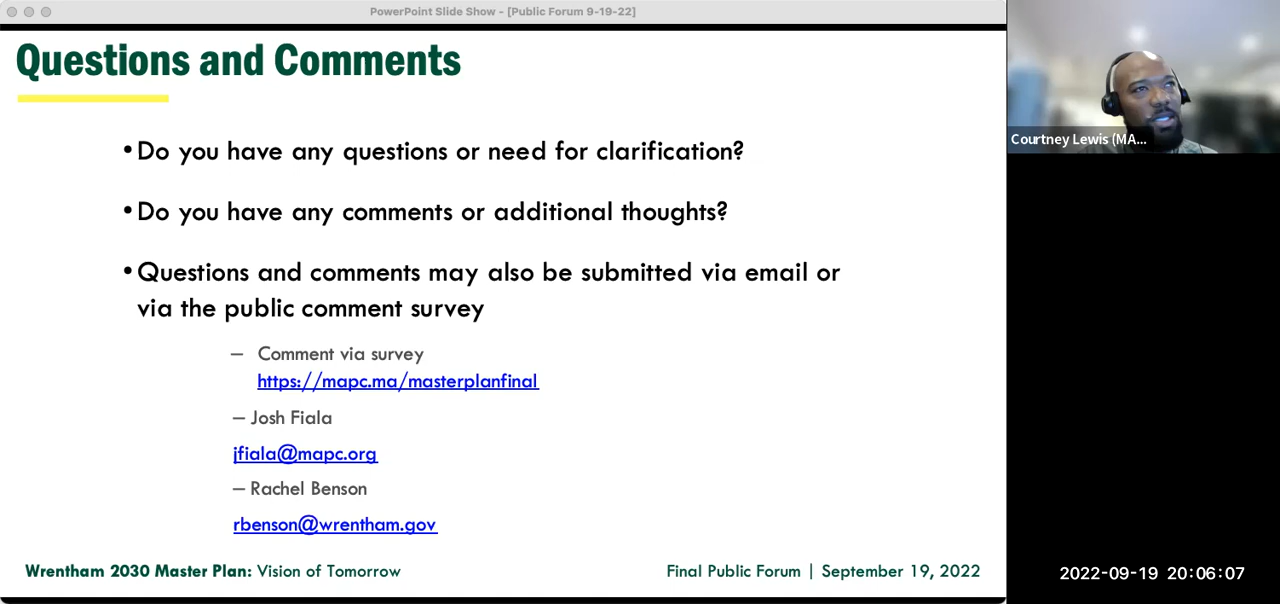 PowerPoint Slide Show - [Public Forum 9-19-22]
Questions and Comments
•Do you have any questions or need for clarification?
•Do you have any comments or additional thoughts?
•Questions and comments may also be submitted via email or
via the public comment survey
– Comment via survey
https://mapc.ma/masterplanfinal
– Josh Fiala
jfiala@mapc.org
– Rachel Benson
rbenson@wrentham.gov
Wrentham 2030 Master Plan: Vision of Tomorrow
Final Public Forum | September 19, 2022
Courtney Lewis (MA...
2022-09-19 20:06:07